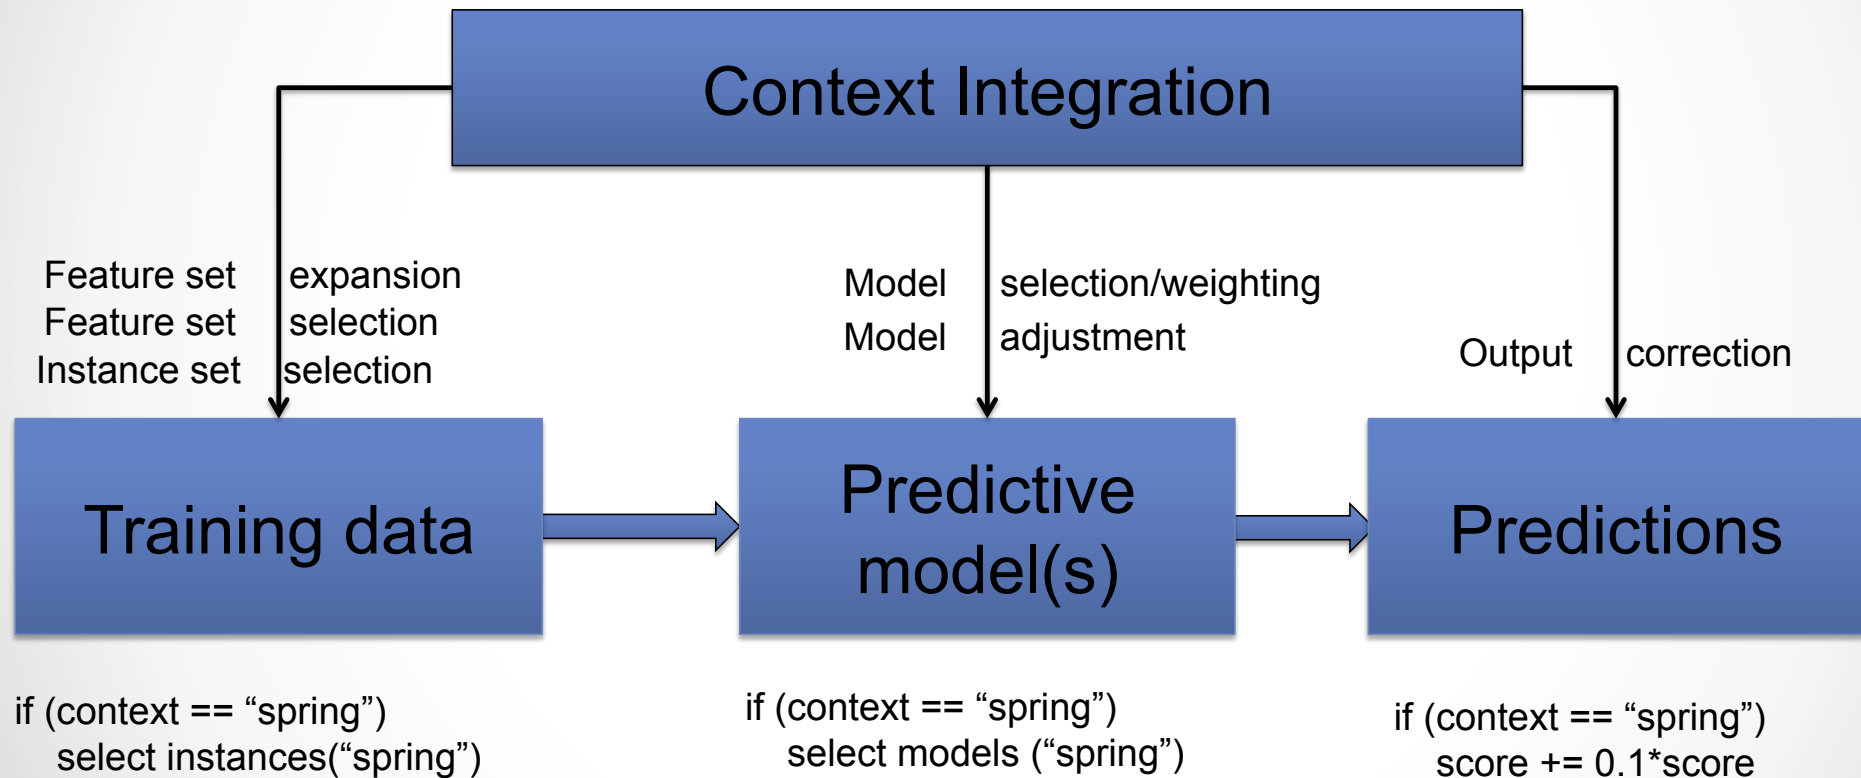 Context Integration
Feature set expansion
Feature set selection
Instance set selection
Model selection/weighting
Model adjustment
Output correction
Training data
Predictive
model(s)
Predictions
if (context == “spring”)
select instances(“spring”)
if (context == “spring”)
select models (“spring”)
if (context == “spring”)
score += 0.1*score